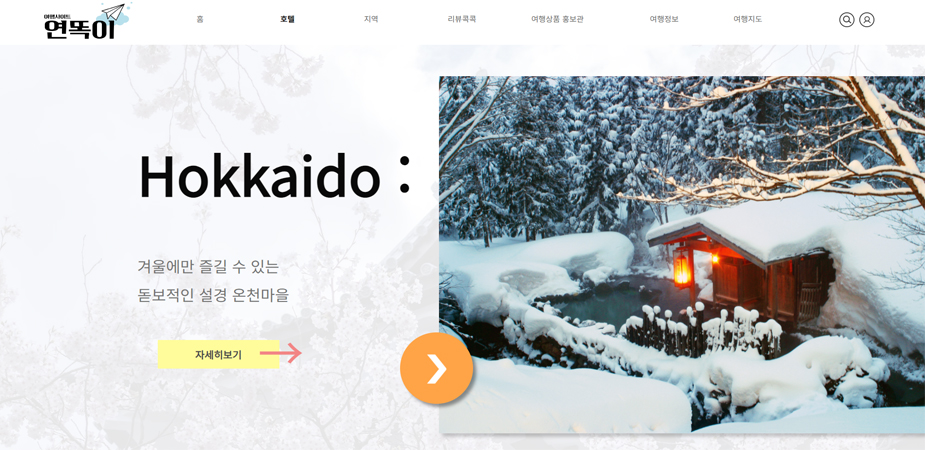 여행사이트
연똑이
홈
호텔
지역
리뷰콕콕
여행상품 홍보관
여행정보
여행지도
Hokkaido :
겨울에만 즐길 수 있는
돋보적인 설경 온천마을
자세히보기